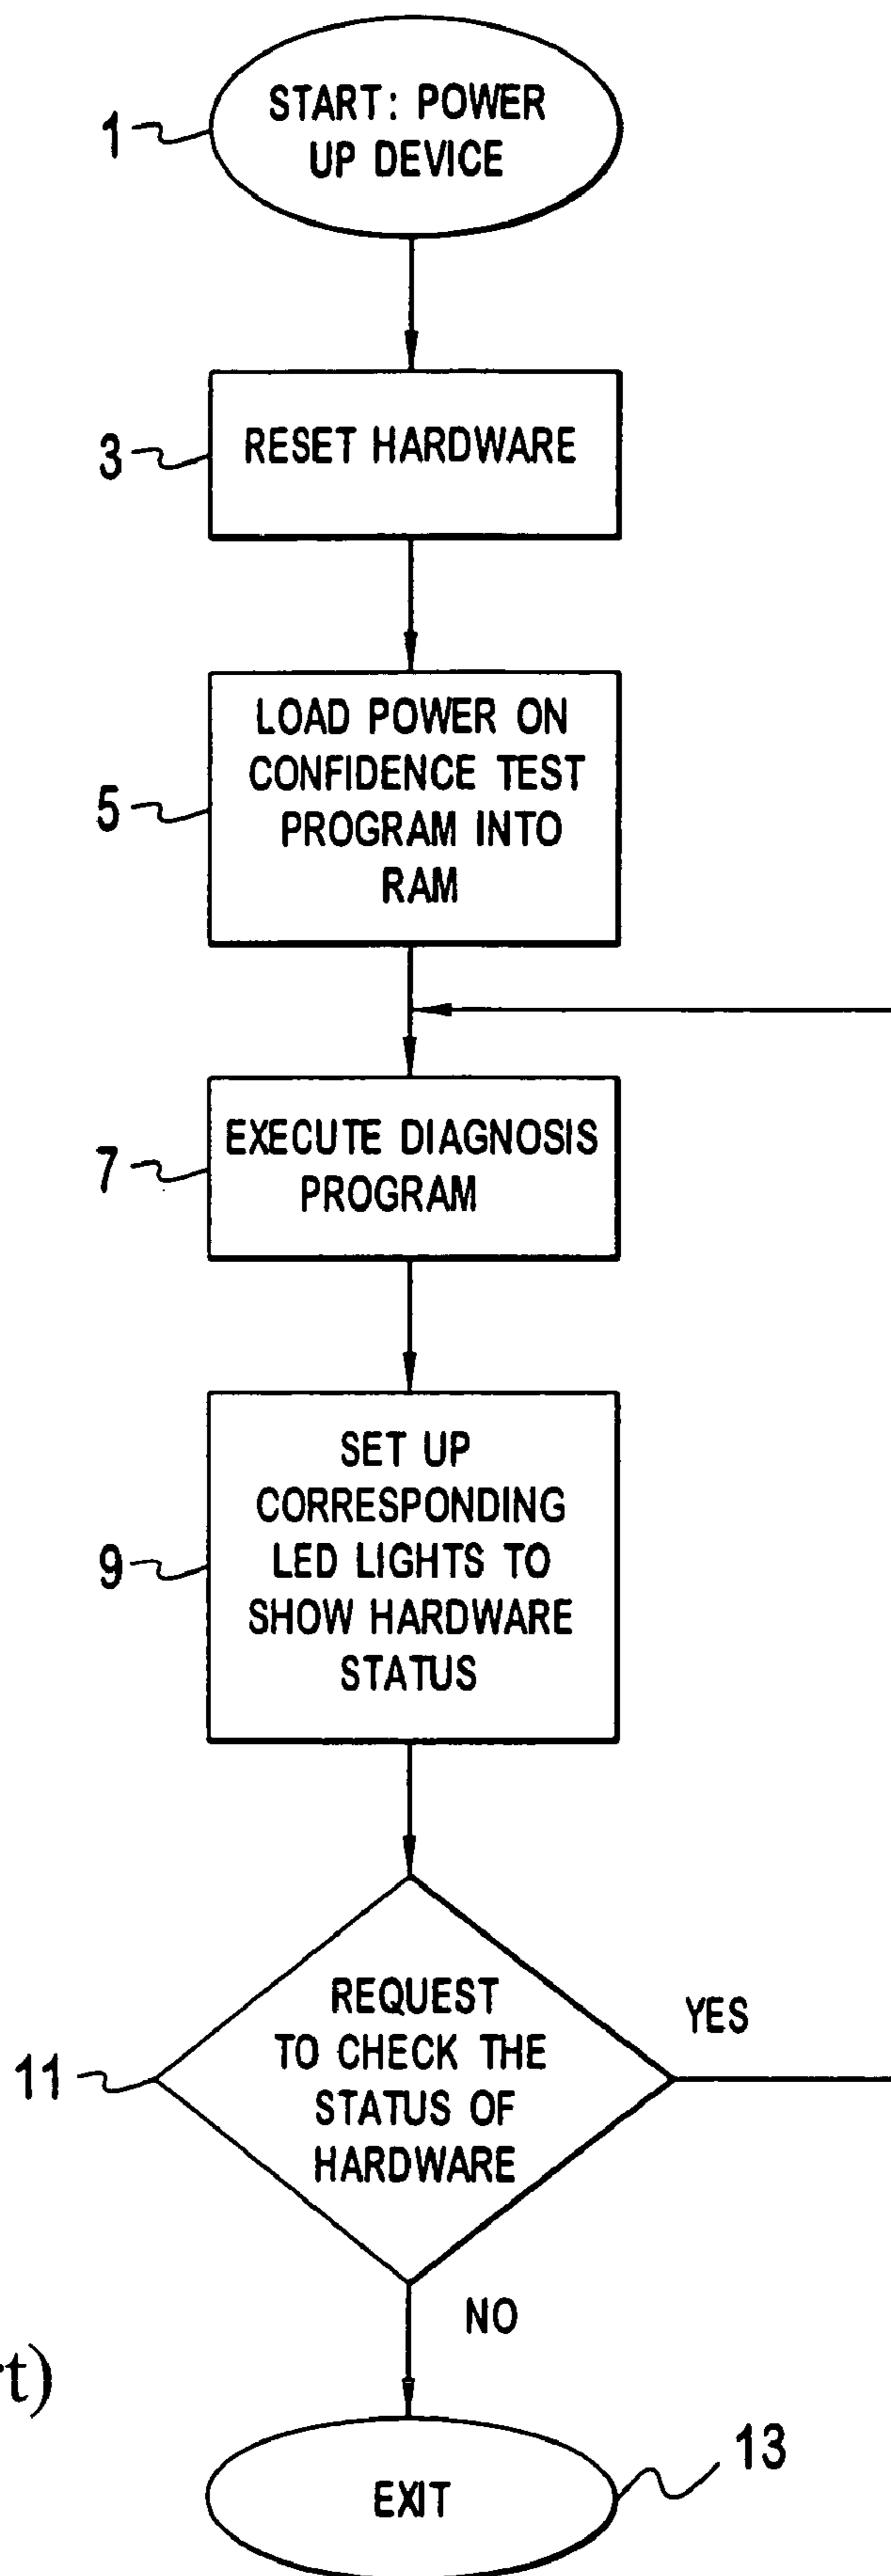 START: POWER
UP DEVICE
1
RESET HARDWARE
3
LOAD POWER ON
CONFIDENCE TEST
PROGRAM INTO
RAM
5
EXECUTE DIAGNOSIS
PROGRAM
7
SET UP
CORRESPONDING
LED LIGHTS TO
SHOW HARDWARE
STATUS
9
REQUEST
TO CHECK THE
STATUS OF
HARDWARE
11
YES
NO
EXIT
13